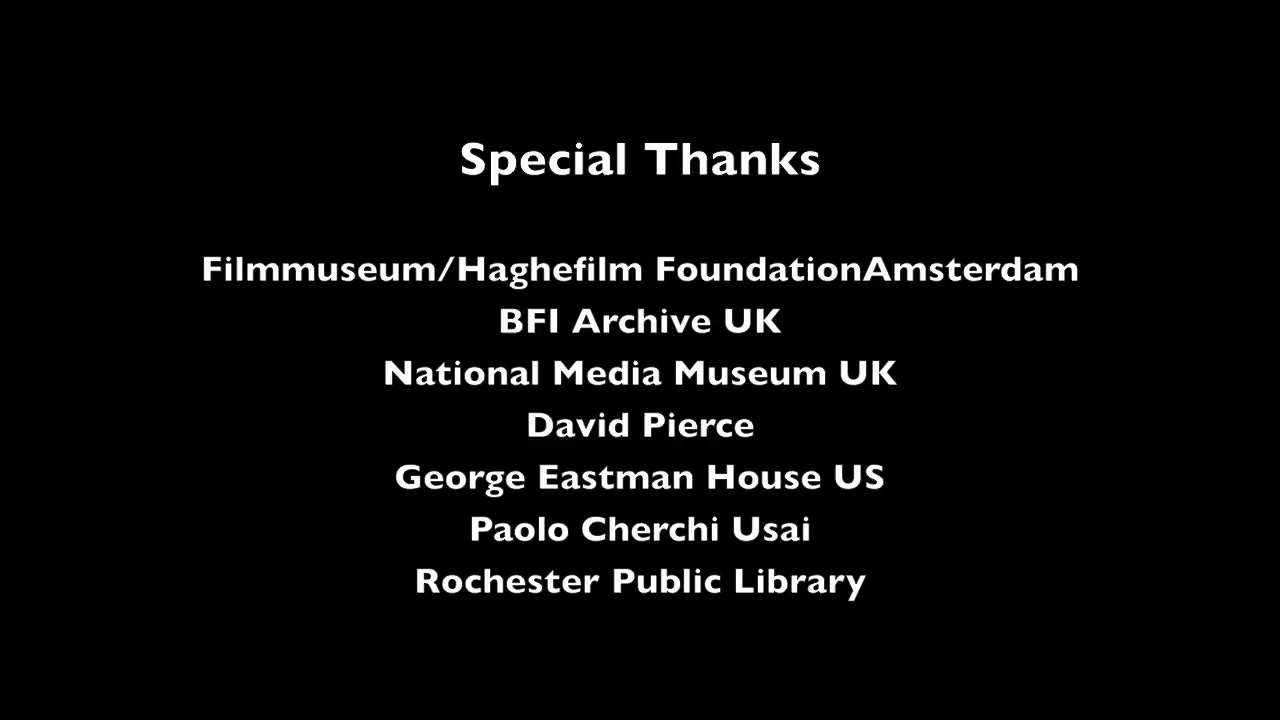 Special Thanks
Filmmuseum/Haghefilm FoundationAmsterdam
BFI Archive UK
National Media Museum UK
David Pierce
George Eastman House US
Paolo Cherchi Usai
Rochester Public Library